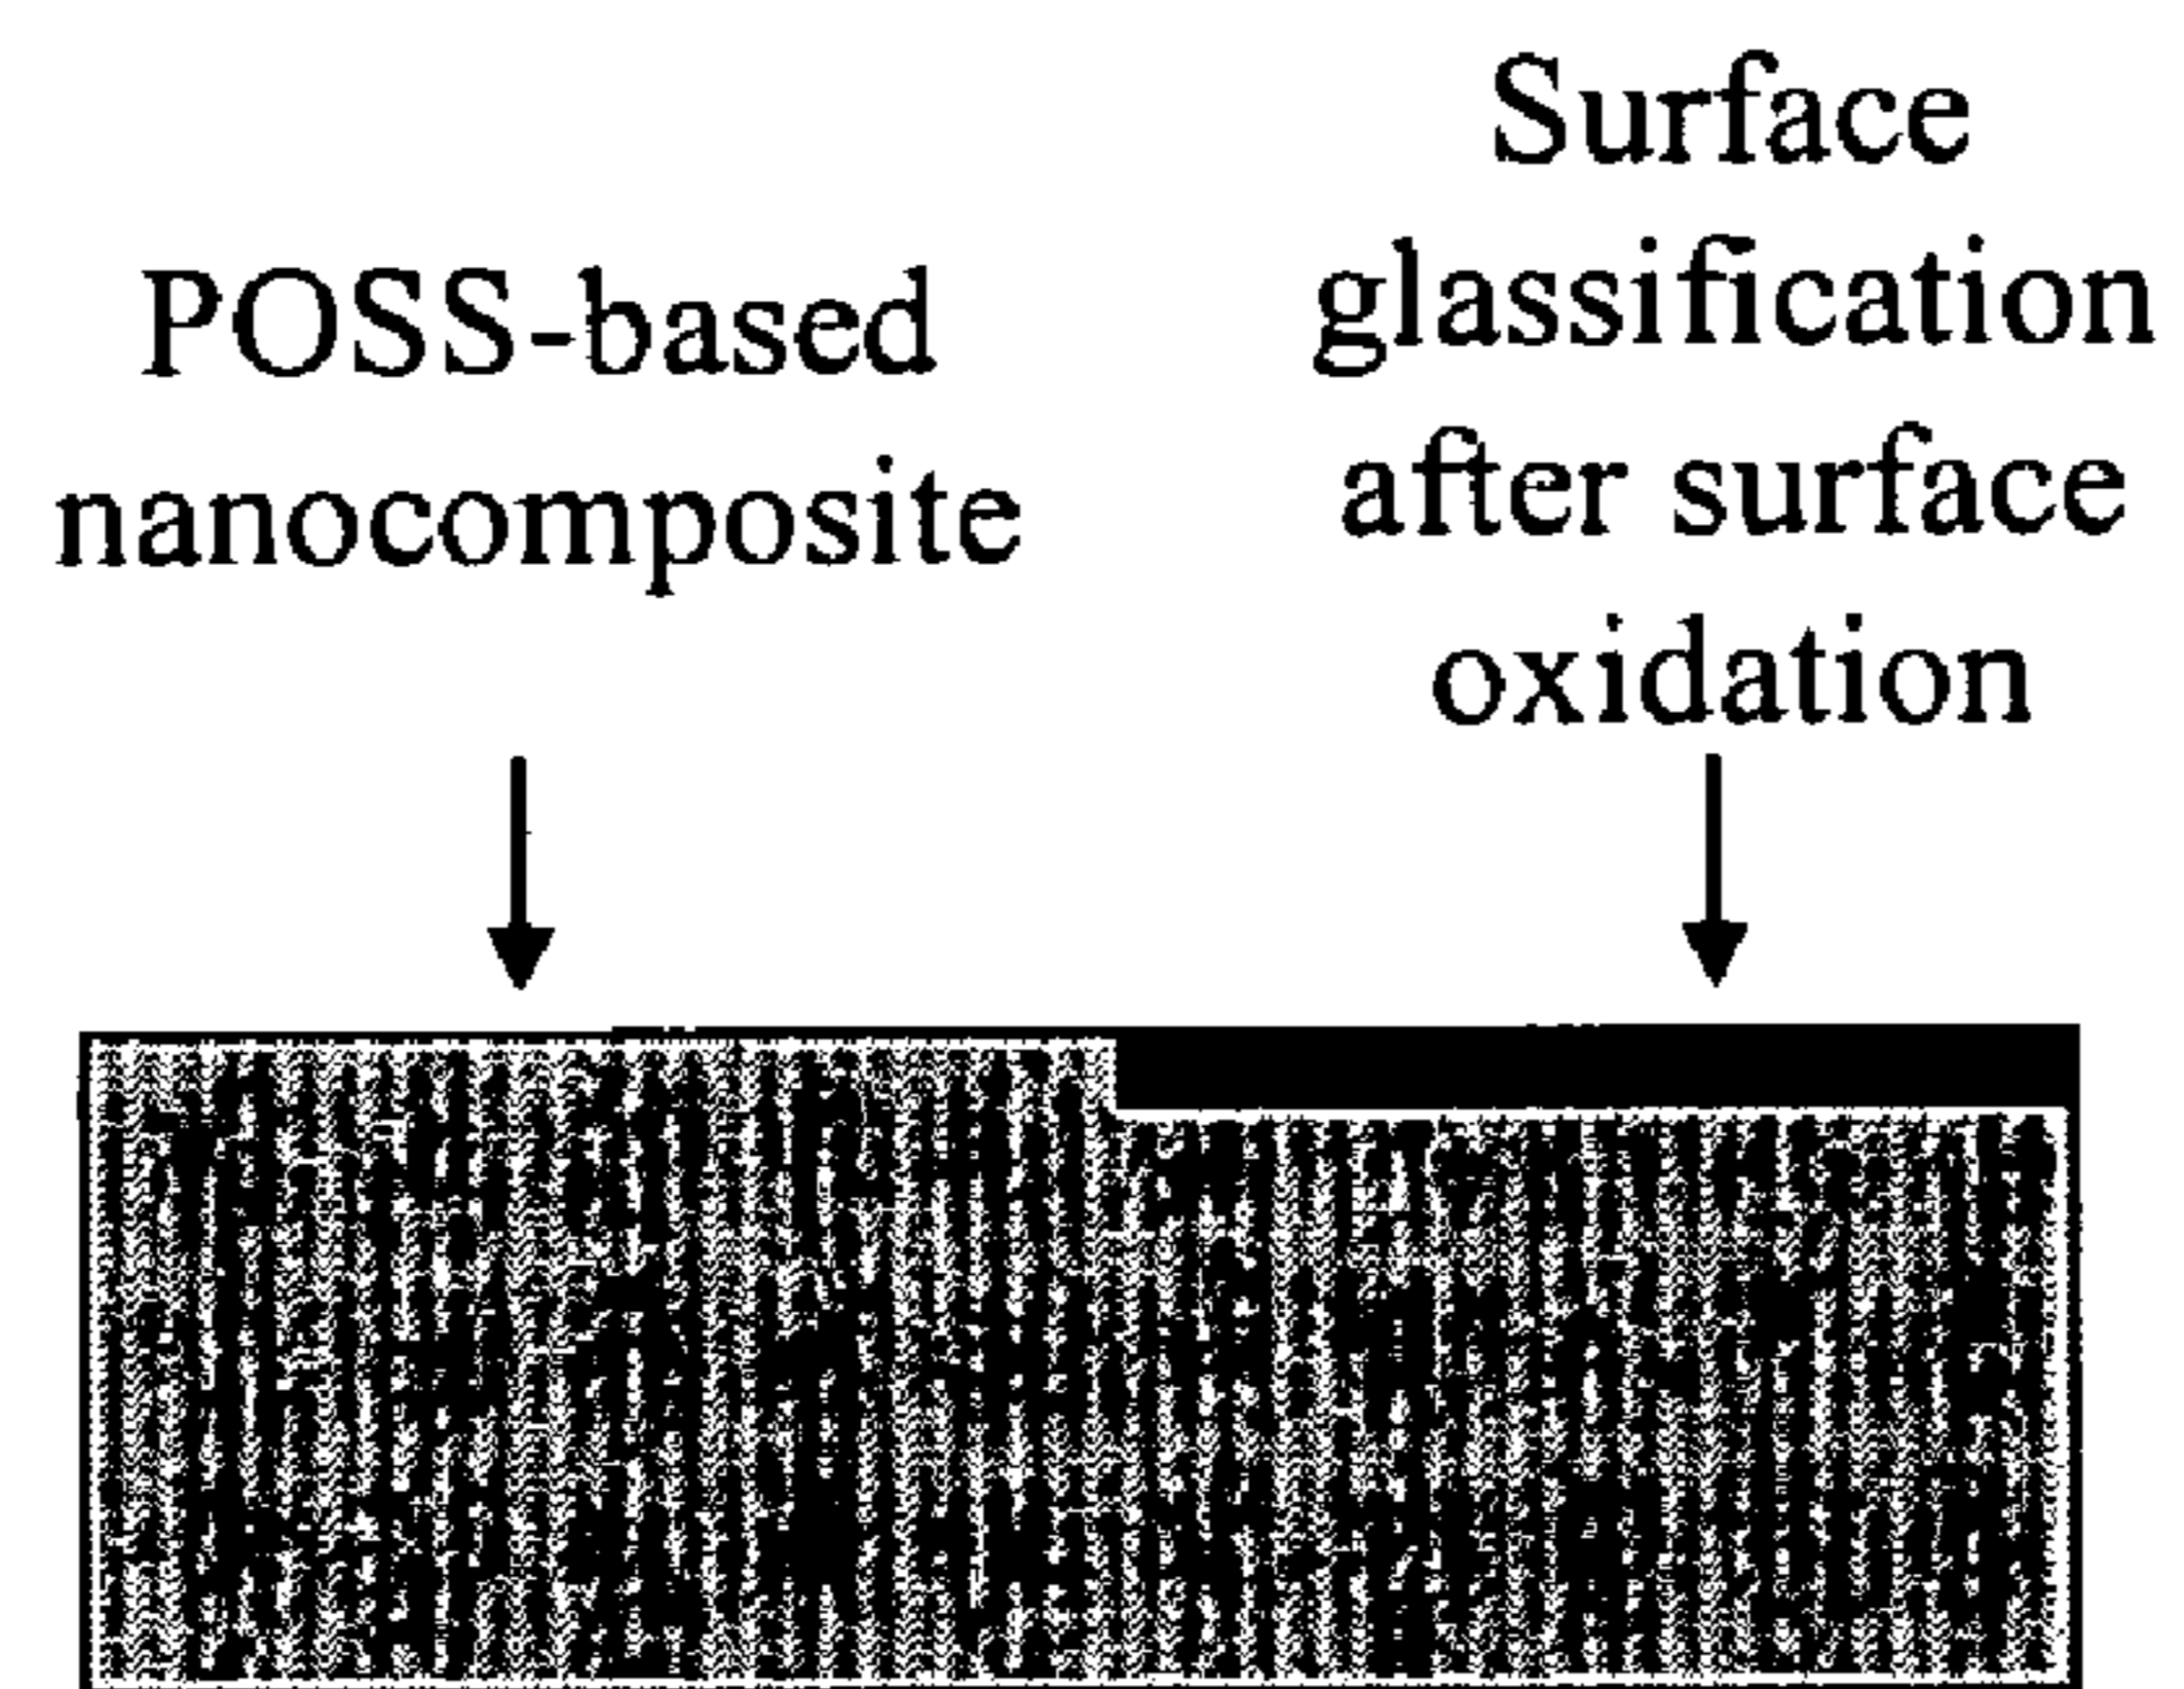 POSS-based
nanocomposite
Surface
glassification
after surface
oxidation